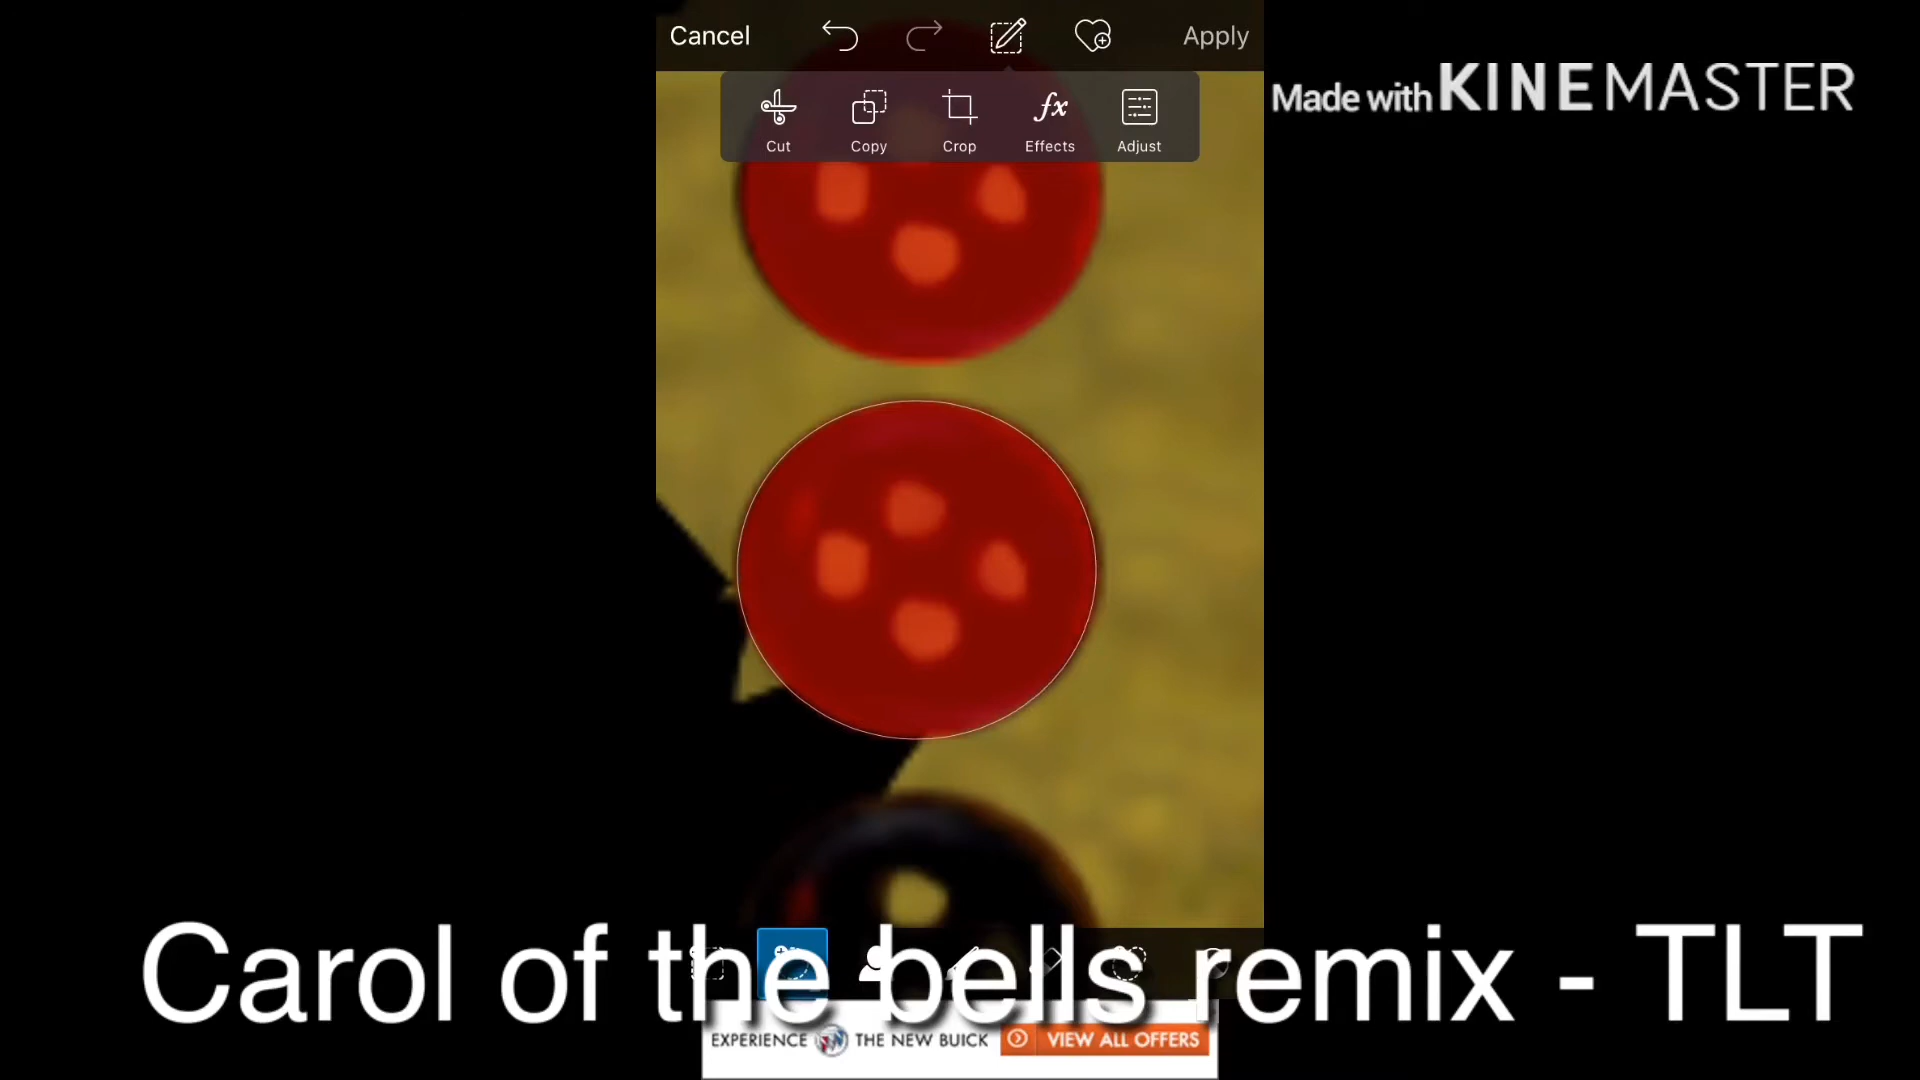 Cancel
Apply
Made with KINEMASTER
Cut
Copy
Crop
fx
Effects
Adjust
Carol of the bells remix - TLT
EXPERIENCE THE NEW BUICK VIEW ALL OFFERS